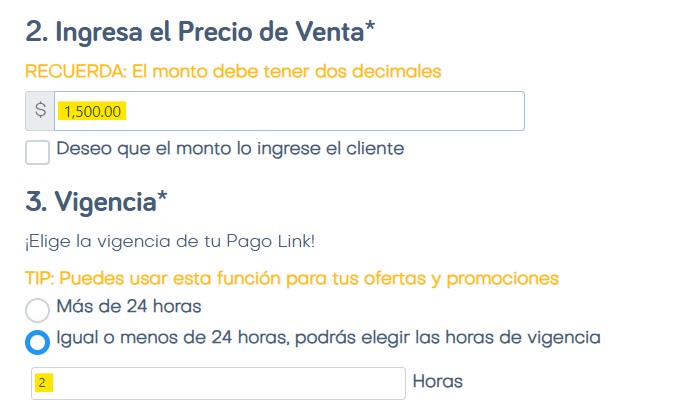 2. Ingresa el Precio de Venta*
RECUERDA: El monto debe tener dos decimales
$ 1,500.00
Deseo que el monto lo ingrese el cliente
3. Vigencia*
¡Elige la vigencia de tu Pago Link!
TIP: Puedes usar esta función para tus ofertas y promociones
Más de 24 horas
Igual o menos de 24 horas, podrás elegir las horas de vigencia
2 Horas